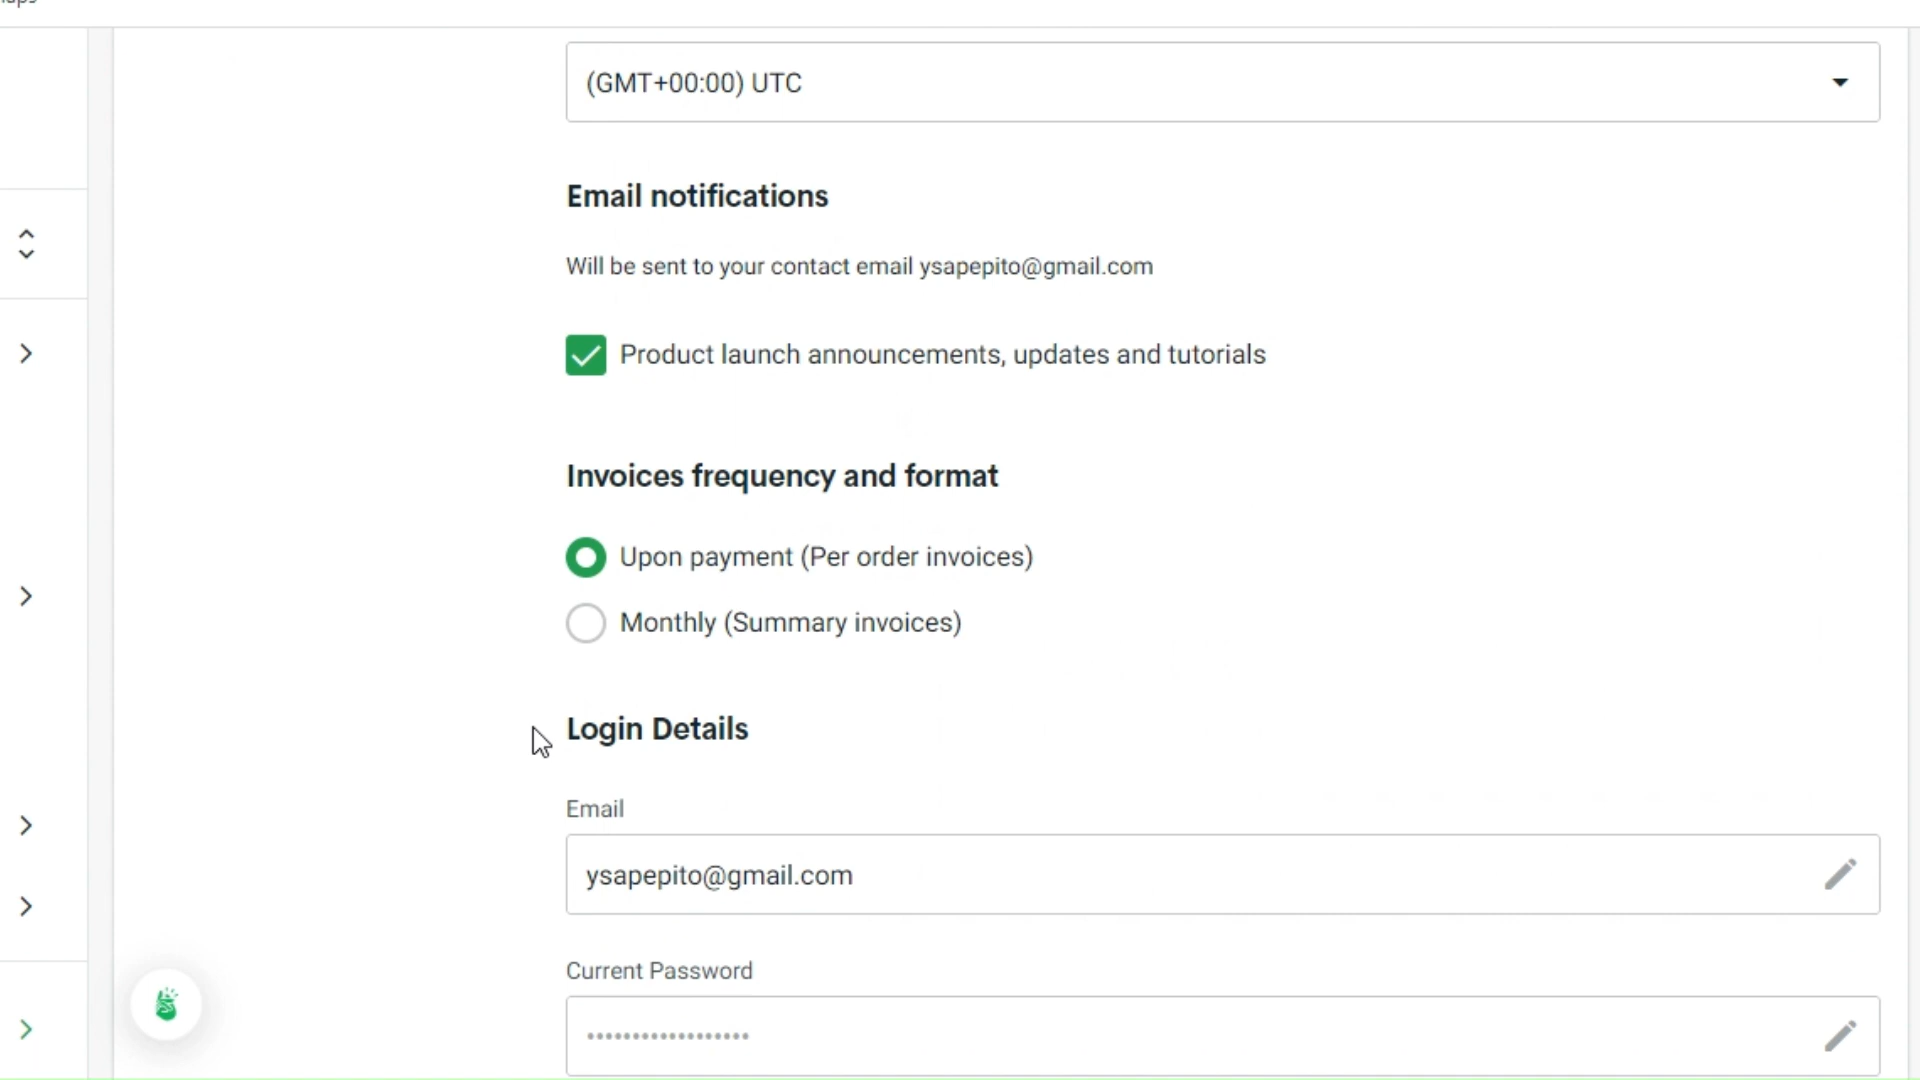 (GMT+00:00) UTC
Email notifications
Will be sent to your contact email ysapepito@gmail.com
Product launch announcements, updates and tutorials
Invoices frequency and format
Upon payment (Per order invoices)
Monthly (Summary invoices)
Login Details
Email
ysapepito@gmail.com
Current Password
••••••••••••••••••